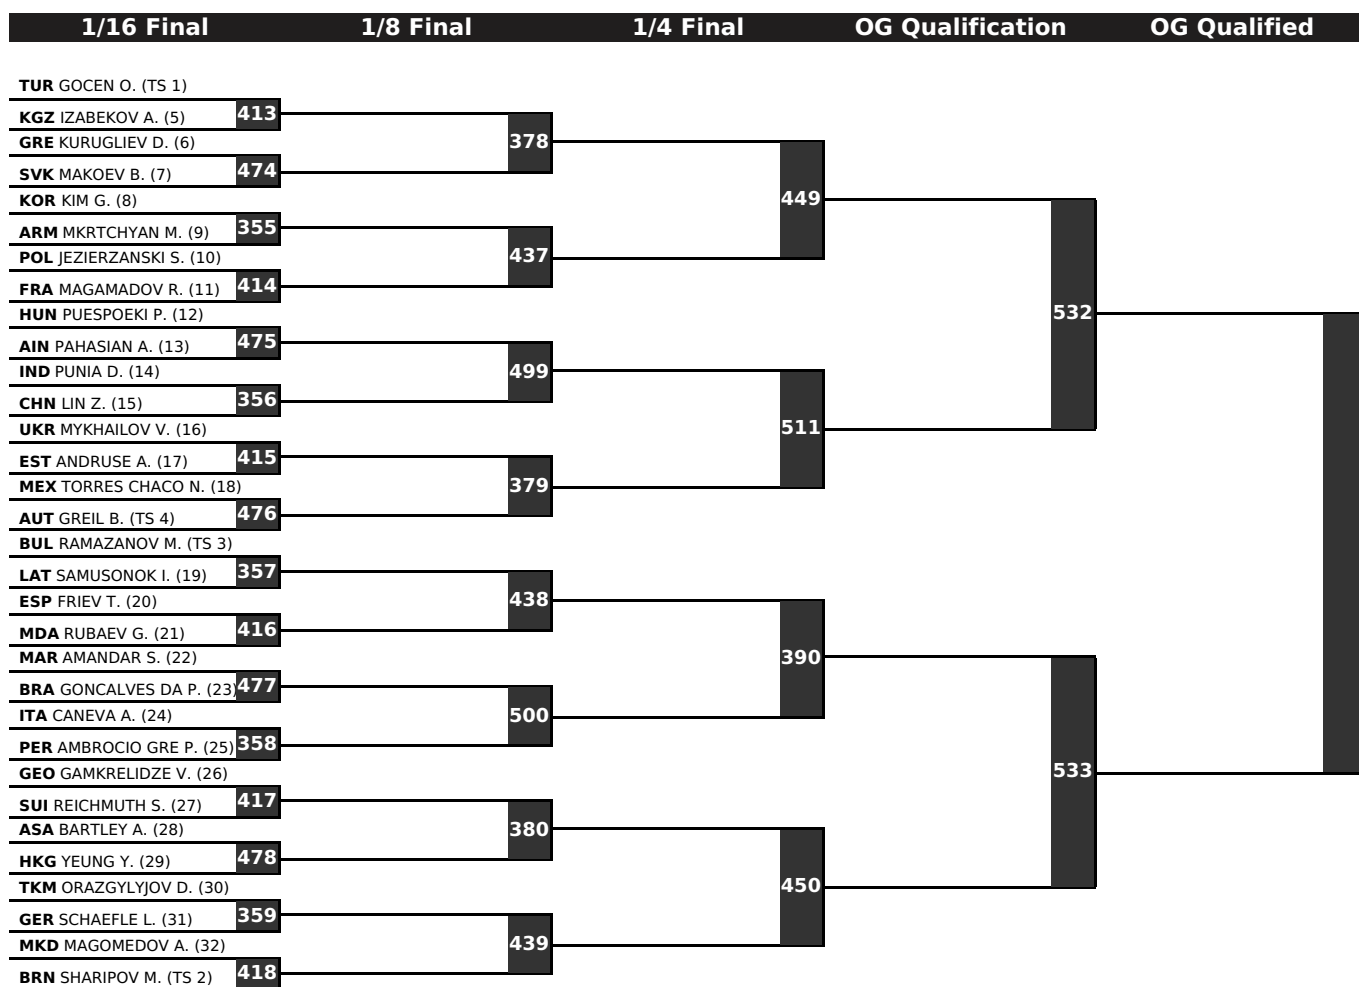 1/16 Final 1/8 Final 1/4 Final OG Qualification OG Qualified
TUR GOCEN O. (TS 1)
413
KGZ IZABEKOV A. (5)
378
GRE KURUGLIEV D. (6)
474
SVK MAKOEV B. (7)
449
KOR KIM G. (8)
355
ARM MKRTCHYAN M. (9)
437
POL JEZIERZANSKI S. (10)
414
FRA MAGAMADOV R. (11)
532
HUN PUESPOEKI P. (12)
475
AIN PAHASIAN A. (13)
499
IND PUNIA D. (14)
356
CHN LIN Z. (15)
511
UKR MYKHAILOV V. (16)
415
EST ANDRUSE A. (17)
379
MEX TORRES CHACO N. (18)
476
AUT GREIL B. (TS 4)
BUL RAMAZANOV M. (TS 3)
357
LAT SAMUSONOK I. (19)
438
ESP FRIEV T. (20)
416
MDA RUBAEV G. (21)
390
MAR AMANDAR S. (22)
477
BRA GONCALVES DA P. (23)
500
ITA CANEVA A. (24)
358
PER AMBROCIO GRE P. (25)
533
GEO GAMKRELIDZE V. (26)
417
SUI REICHMUTH S. (27)
380
ASA BARTLEY A. (28)
478
HKG YEUNG Y. (29)
450
TKM ORAZGYLYJOV D. (30)
359
GER SCHAEFLE L. (31)
439
MKD MAGOMEDOV A. (32)
418
BRN SHARIPOV M. (TS 2)